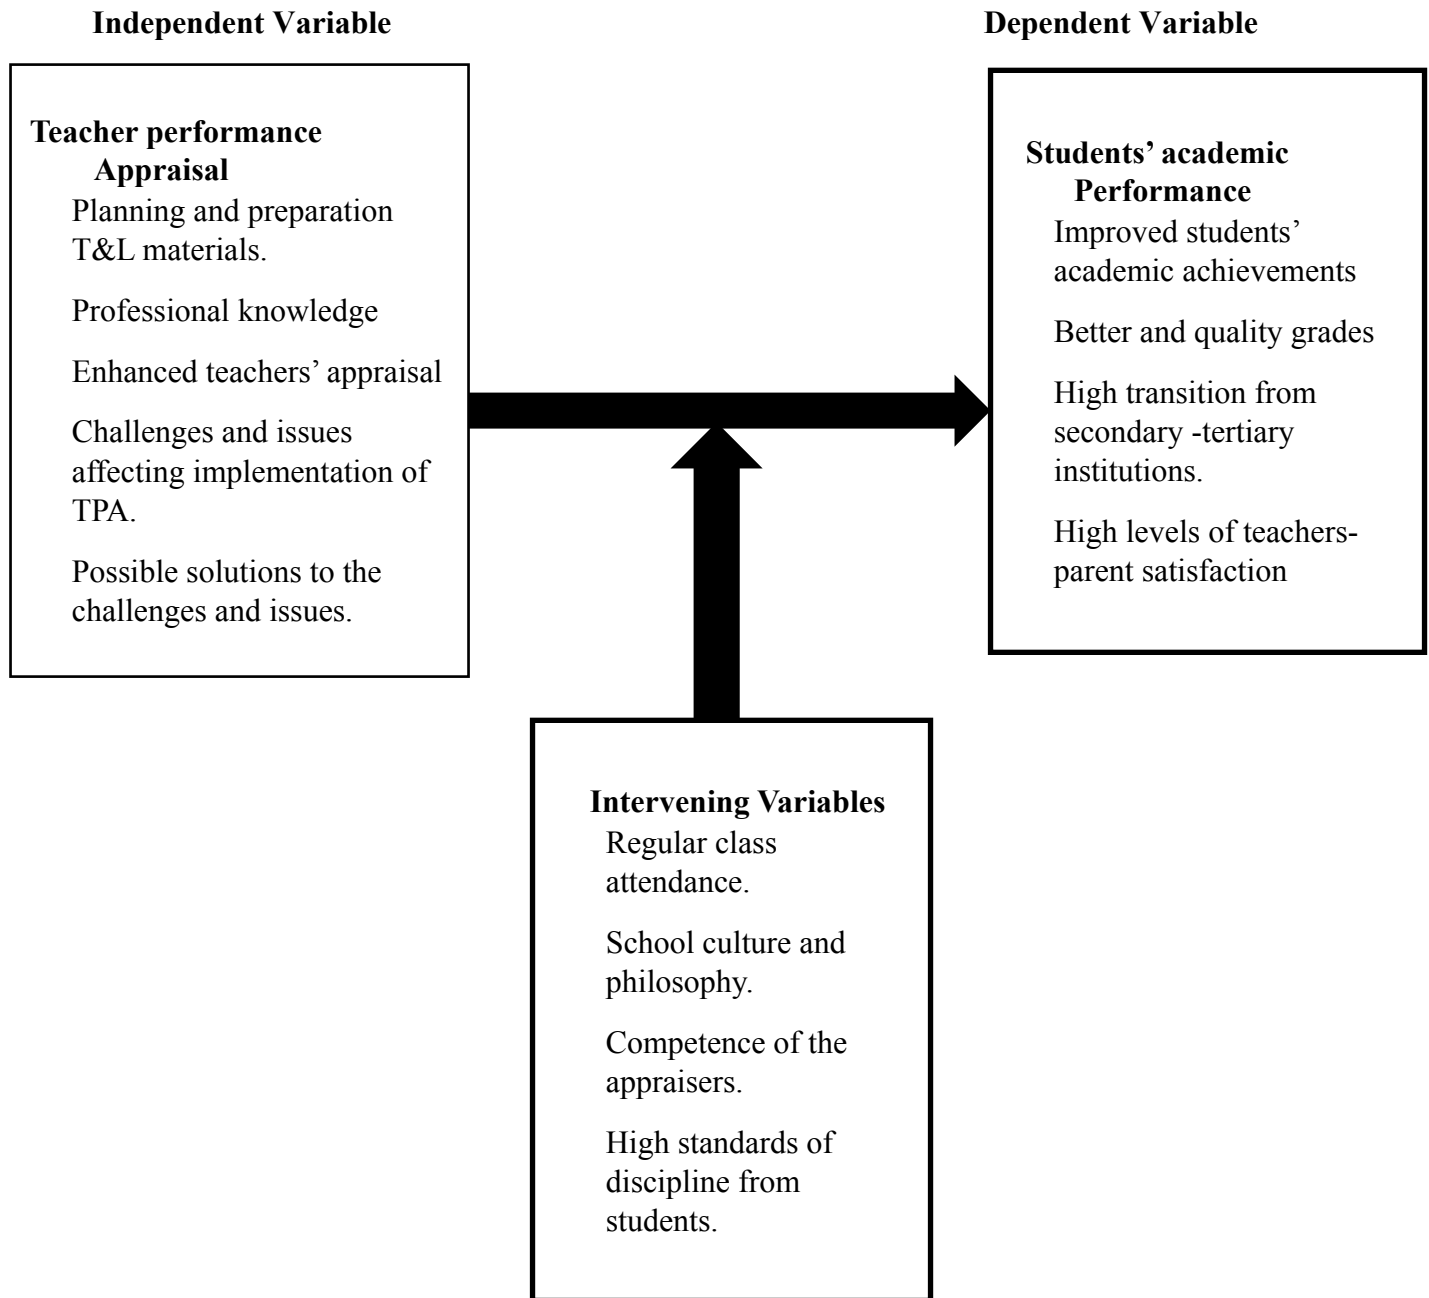 Independent Variable
Dependent Variable
Teacher performance
Appraisal
Planning and preparation
T&L materials.
Professional knowledge
Enhanced teachers’ appraisal
Challenges and issues
affecting implementation of
TPA.
Possible solutions to the
challenges and issues.
Students’ academic
Performance
Improved students’
academic achievements
Better and quality grades
High transition from
secondary -tertiary
institutions.
High levels of teachers-
parent satisfaction
Intervening Variables
Regular class
attendance.
School culture and
philosophy.
Competence of the
appraisers.
High standards of
discipline from
students.